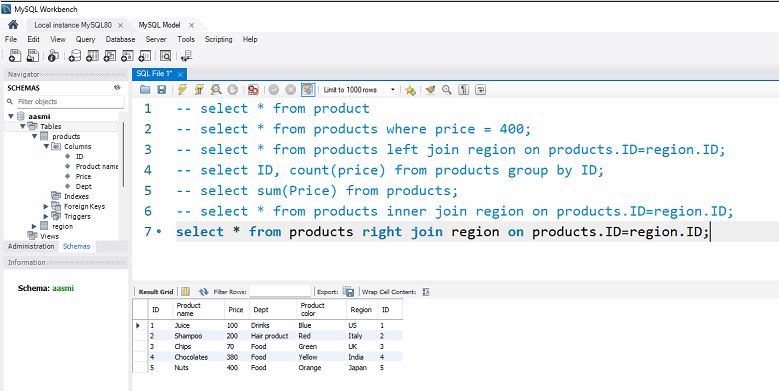 MySQL Workbench
Local instance MySQL80 × MySQL Model ×
File Edit View Query Database Server Tools Scripting Help
Navigator
SCHEMAS
Filter objects
aasmi
Tables
products
Columns
ID
Product name
Price
Dept
Indexes
Foreign Keys
Triggers
region
Views
Administration Schemas
Information
Schema: aasmi
SQL File 1* ×
Limit to 1000 rows
1 -- select * from product
2 -- select * from products where price = 400;
3 -- select * from products left join region on products.ID=region.ID;
4 -- select ID, count(price) from products group by ID;
5 -- select sum(Price) from products;
6 -- select * from products inner join region on products.ID=region.ID;
7 select * from products right join region on products.ID=region.ID;
Result Grid Filter Rows: Export: Wrap Cell Content:
ID Product name Price Dept Product color Region ID
1 Juice 100 Drinks Blue US 1
2 Shampoo 200 Hair product Red Italy 2
3 Chips 70 Food Green UK 3
4 Chocolates 380 Food Yellow India 4
5 Nuts 400 Food Orange Japan 5